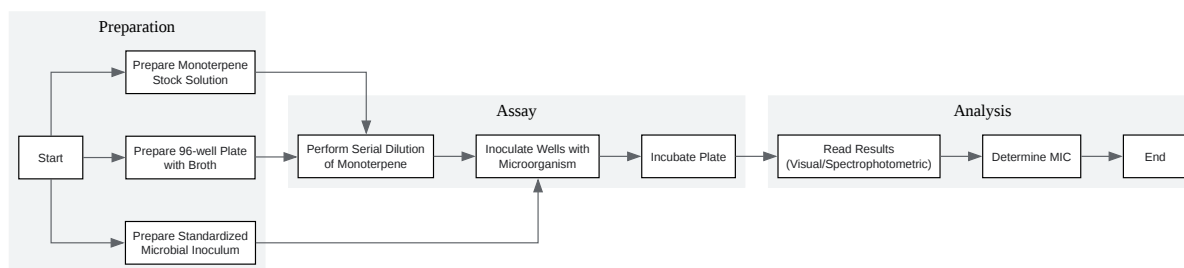 Preparation
Start
Prepare Monoterpene
Stock Solution
Prepare 96-well Plate
with Broth
Prepare Standardized
Microbial Inoculum
Assay
Perform Serial Dilution
of Monoterpene
Inoculate Wells with
Microorganism
Incubate Plate
Analysis
Read Results
(Visual/Spectrophotometric)
Determine MIC
End